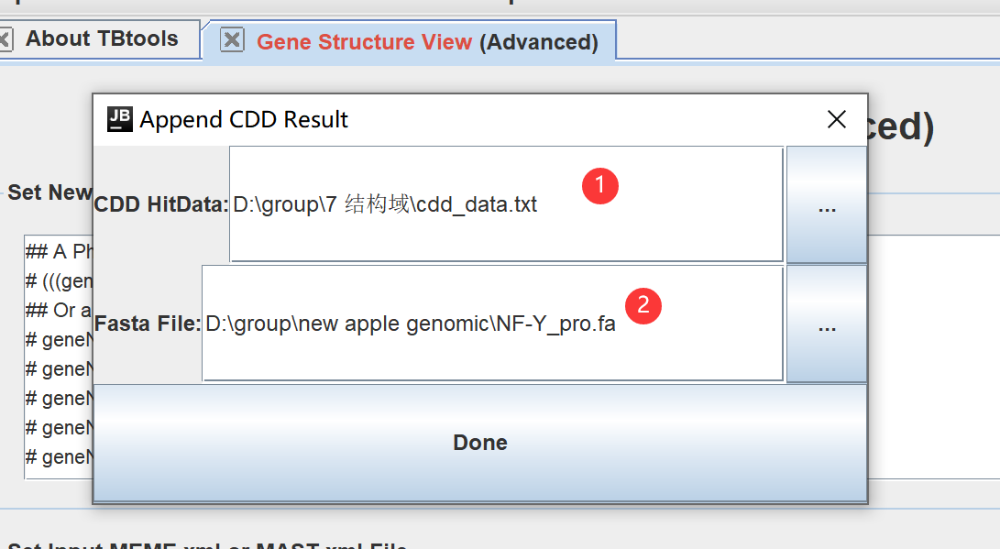 About TBtools
Gene Structure View (Advanced)
JB Append CDD Result
ced)
Set New
CDD HitData: D:\group\7 结构域\cdd_data.txt 1 ...
## A Ph
# (((gen
## Or a
Fasta File: D:\group\new apple genomic\NF-Y_pro.fa 2 ...
# geneN
# geneN
# geneN
# geneN
# geneN
Done
Set Input MEME.xml or MAST.xml File